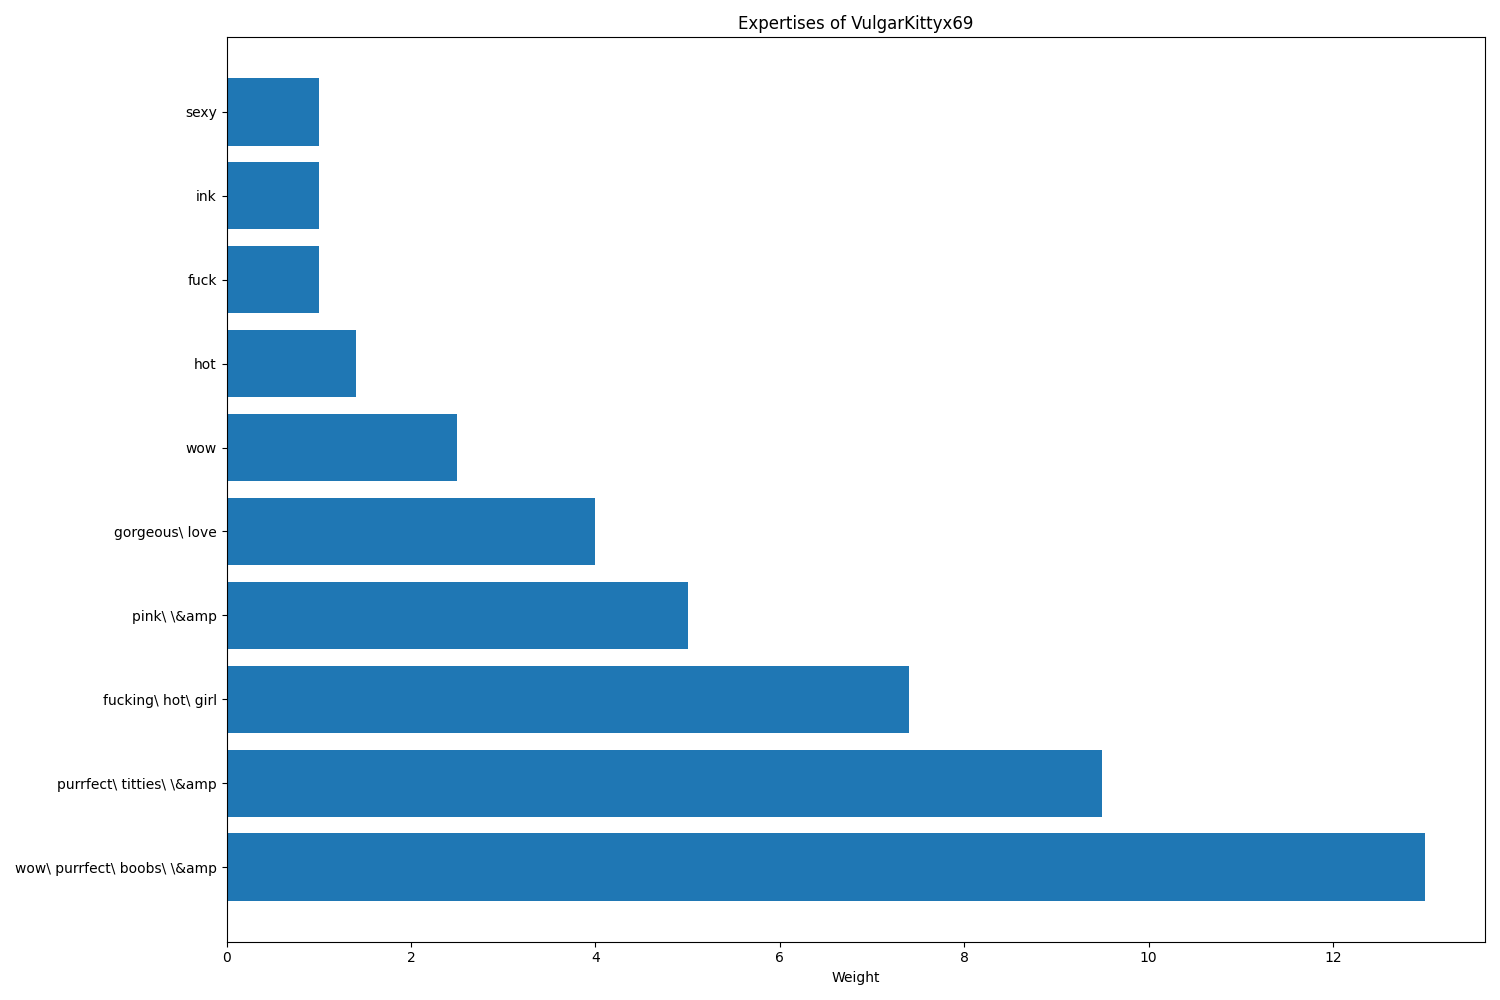 Expertises of VulgarKittyx69
sexy
ink
fuck
hot
wow
gorgeous\ love
pink\ \&amp
fucking\ hot\ girl
purrfect\ titties\ \&amp
wow\ purrfect\ boobs\ \&amp
0 2 4 6 8 10 12
Weight